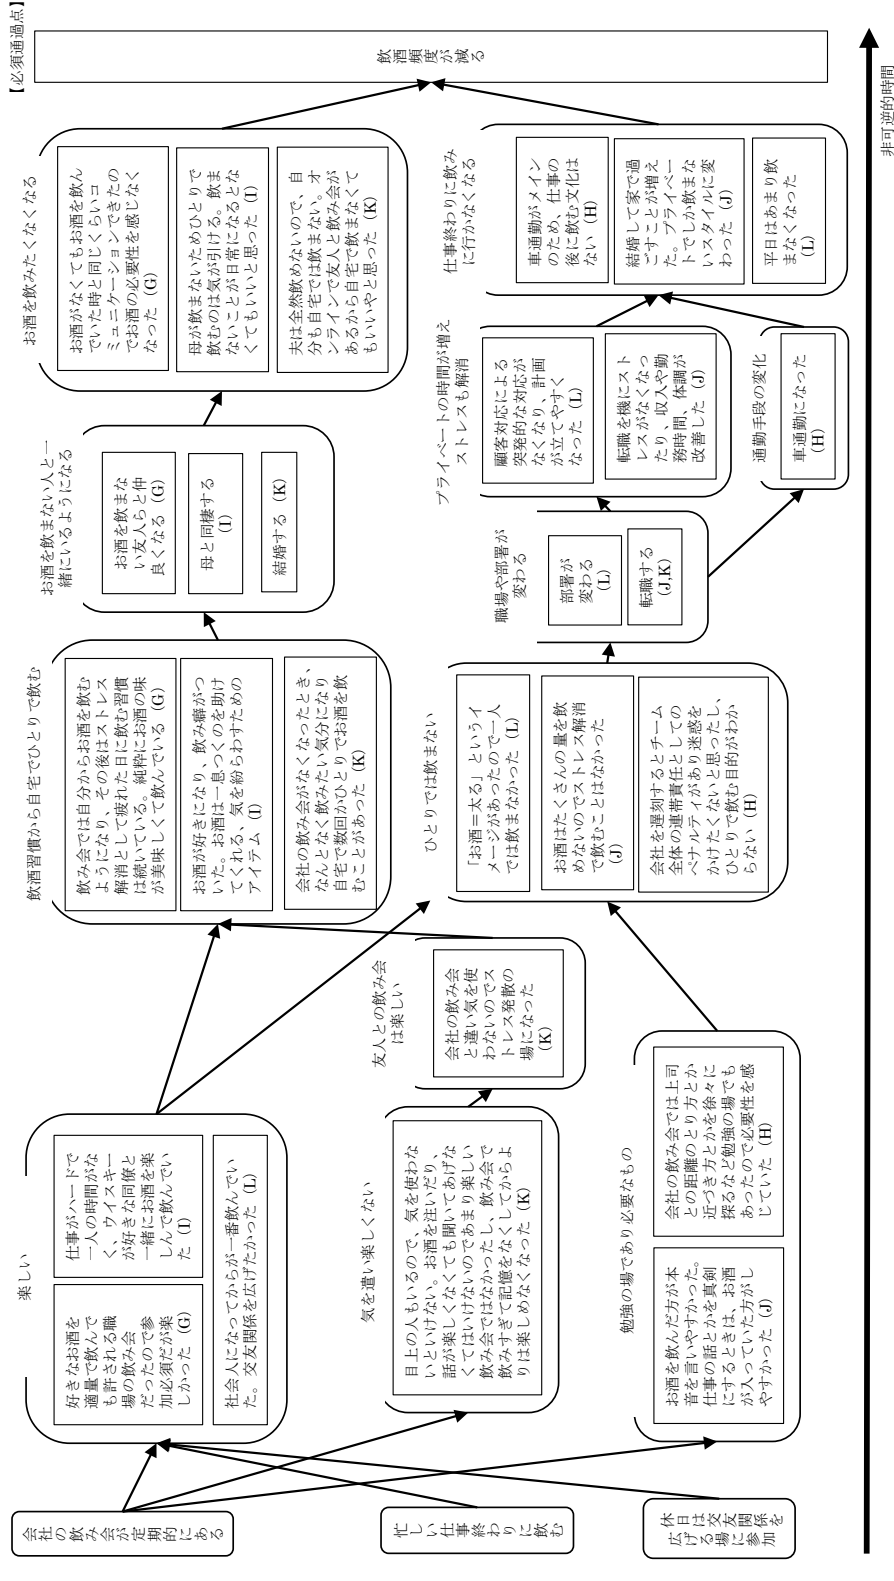 会社の飲み会が定期的にある
忙しい仕事終わりに飲む
休日は交友関係を
広げる場に参
加
楽しい
好きなお酒を
適量で飲んで
も許される職
場の飲み会
だったので参
加必須だが楽
しかった (G)
仕事がハードで
一人の時間がな
く、ウイスキー
が好きな同僚と
一緒にお酒を楽
しんで飲んでい
た (I)
社会人になってからが一番飲んでい
た。交友関係を広げたかった (L)
気を遣い楽しくない
目上の人もいるので、気を使わな
いといけない。お酒を注いだり、
話が楽しくなくても聞いてあげな
くてはいけないのであまり楽しい
飲み会ではなかったし、飲み会で
飲みすぎて記憶をなくしてからよ
りは楽しめなくなった (K)
勉強の場であり必要なもの
お酒を飲んだ方が本
音を言いやすかった。
仕事の話とかを真剣
にするときは、お酒
が入っていた方がし
やすかった (J)
会社の飲み会では上司
との距離のとり方とか
近づき方とかを徐々に
探るなど勉強の場でも
あったので必要性を感
じていた (H)
友人との飲み会
は楽しい
会社の飲み会
と違い気を使
わないのでス
トレス発散の
場になった
(K)
飲酒習慣から自宅でひとりで飲む
飲み会では自分からお酒を飲む
ようになり、その後はストレス
解消として疲れた日に飲む習慣
は続いている。純粋にお酒の味
が美味しくて飲んでいる (G)
お酒が好きになり、飲み癖がつ
いた。お酒は一息つくのを助け
てくれる、気を紛らわすための
アイテム (I)
会社の飲み会がなくなったとき、
なんとなく飲みたい気分になり
自宅で数回かひとりでお酒を飲
むことがあった (K)
ひとりでは飲まない
「お酒=太る」というイ
メージがあったので一人
では飲まなかった (L)
お酒はたくさんの量を飲
めないのでストレス解消
で飲むことはなかった
(J)
会社を遅刻するとチーム
全体の連帯責任としての
ペナルティがあり迷惑を
かけたくないと思ったし、
ひとりで飲む目的がわか
らない (H)
お酒を飲まない人と一
緒にいるようになる
お酒を飲まな
い友人らと仲
良くなる (G)
母と同棲する
(I)
結婚する (K)
職場や部署が
変わる
部署が
変わる
(L)
転職する
(J,K)
お酒を飲みたくなくなる
お酒がなくてもお酒を飲ん
でいた時と同じくらいコ
ミュニケーションできたの
でお酒の必要性を感じなく
なった (G)
母が飲まないためひとりで
飲むのは気が引ける。飲ま
ないことが日常になるとな
くてもいいと思った (I)
夫は全然飲めないので、自
分も自宅では飲まない。オ
ンラインで友人と飲み会が
あるから自宅で飲まなくて
もいいやと思った (K)
プライベートの時間が増え
ストレスも解消
顧客対応による
突発的な対応が
なくなり、計画
が立てやすく
なった (L)
転職を機にスト
レスがなくなっ
たり、収入や勤
務時間、体調が
改善した (J)
通勤手段の変化
車通勤になった
(H)
仕事終わりに飲み
に行かなくなる
車通勤がメイン
のため、仕事の
後に飲む文化は
ない (H)
結婚して家で過
ごすことが増え
た。プライベー
トでしか飲まな
いスタイルに変
わった (J)
平日はあまり飲
まなくなった
(L)
【必須通過点】
飲酒頻度が減る
非可逆的時間